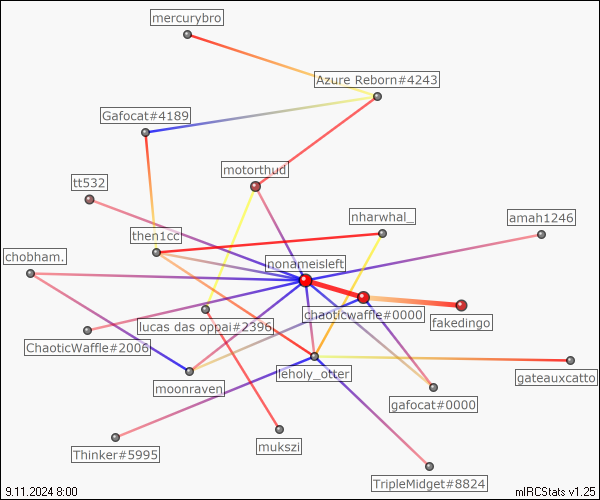 mercurybro
Azure Reborn#4243
Gafocat#4189
motorthud
tt532
nharwhal_
amah1246
then1cc
chobham.
nonameisleft
chaoticwaffle#0000
fakedingo
lucas das oppai#2396
ChaoticWaffle#2006
leholy_otter
gateauxcatto
moonraven
gafocat#0000
mukszi
Thinker#5995
TripleMidget#8824
9.11.2024 8:00
mIRCStats v1.25